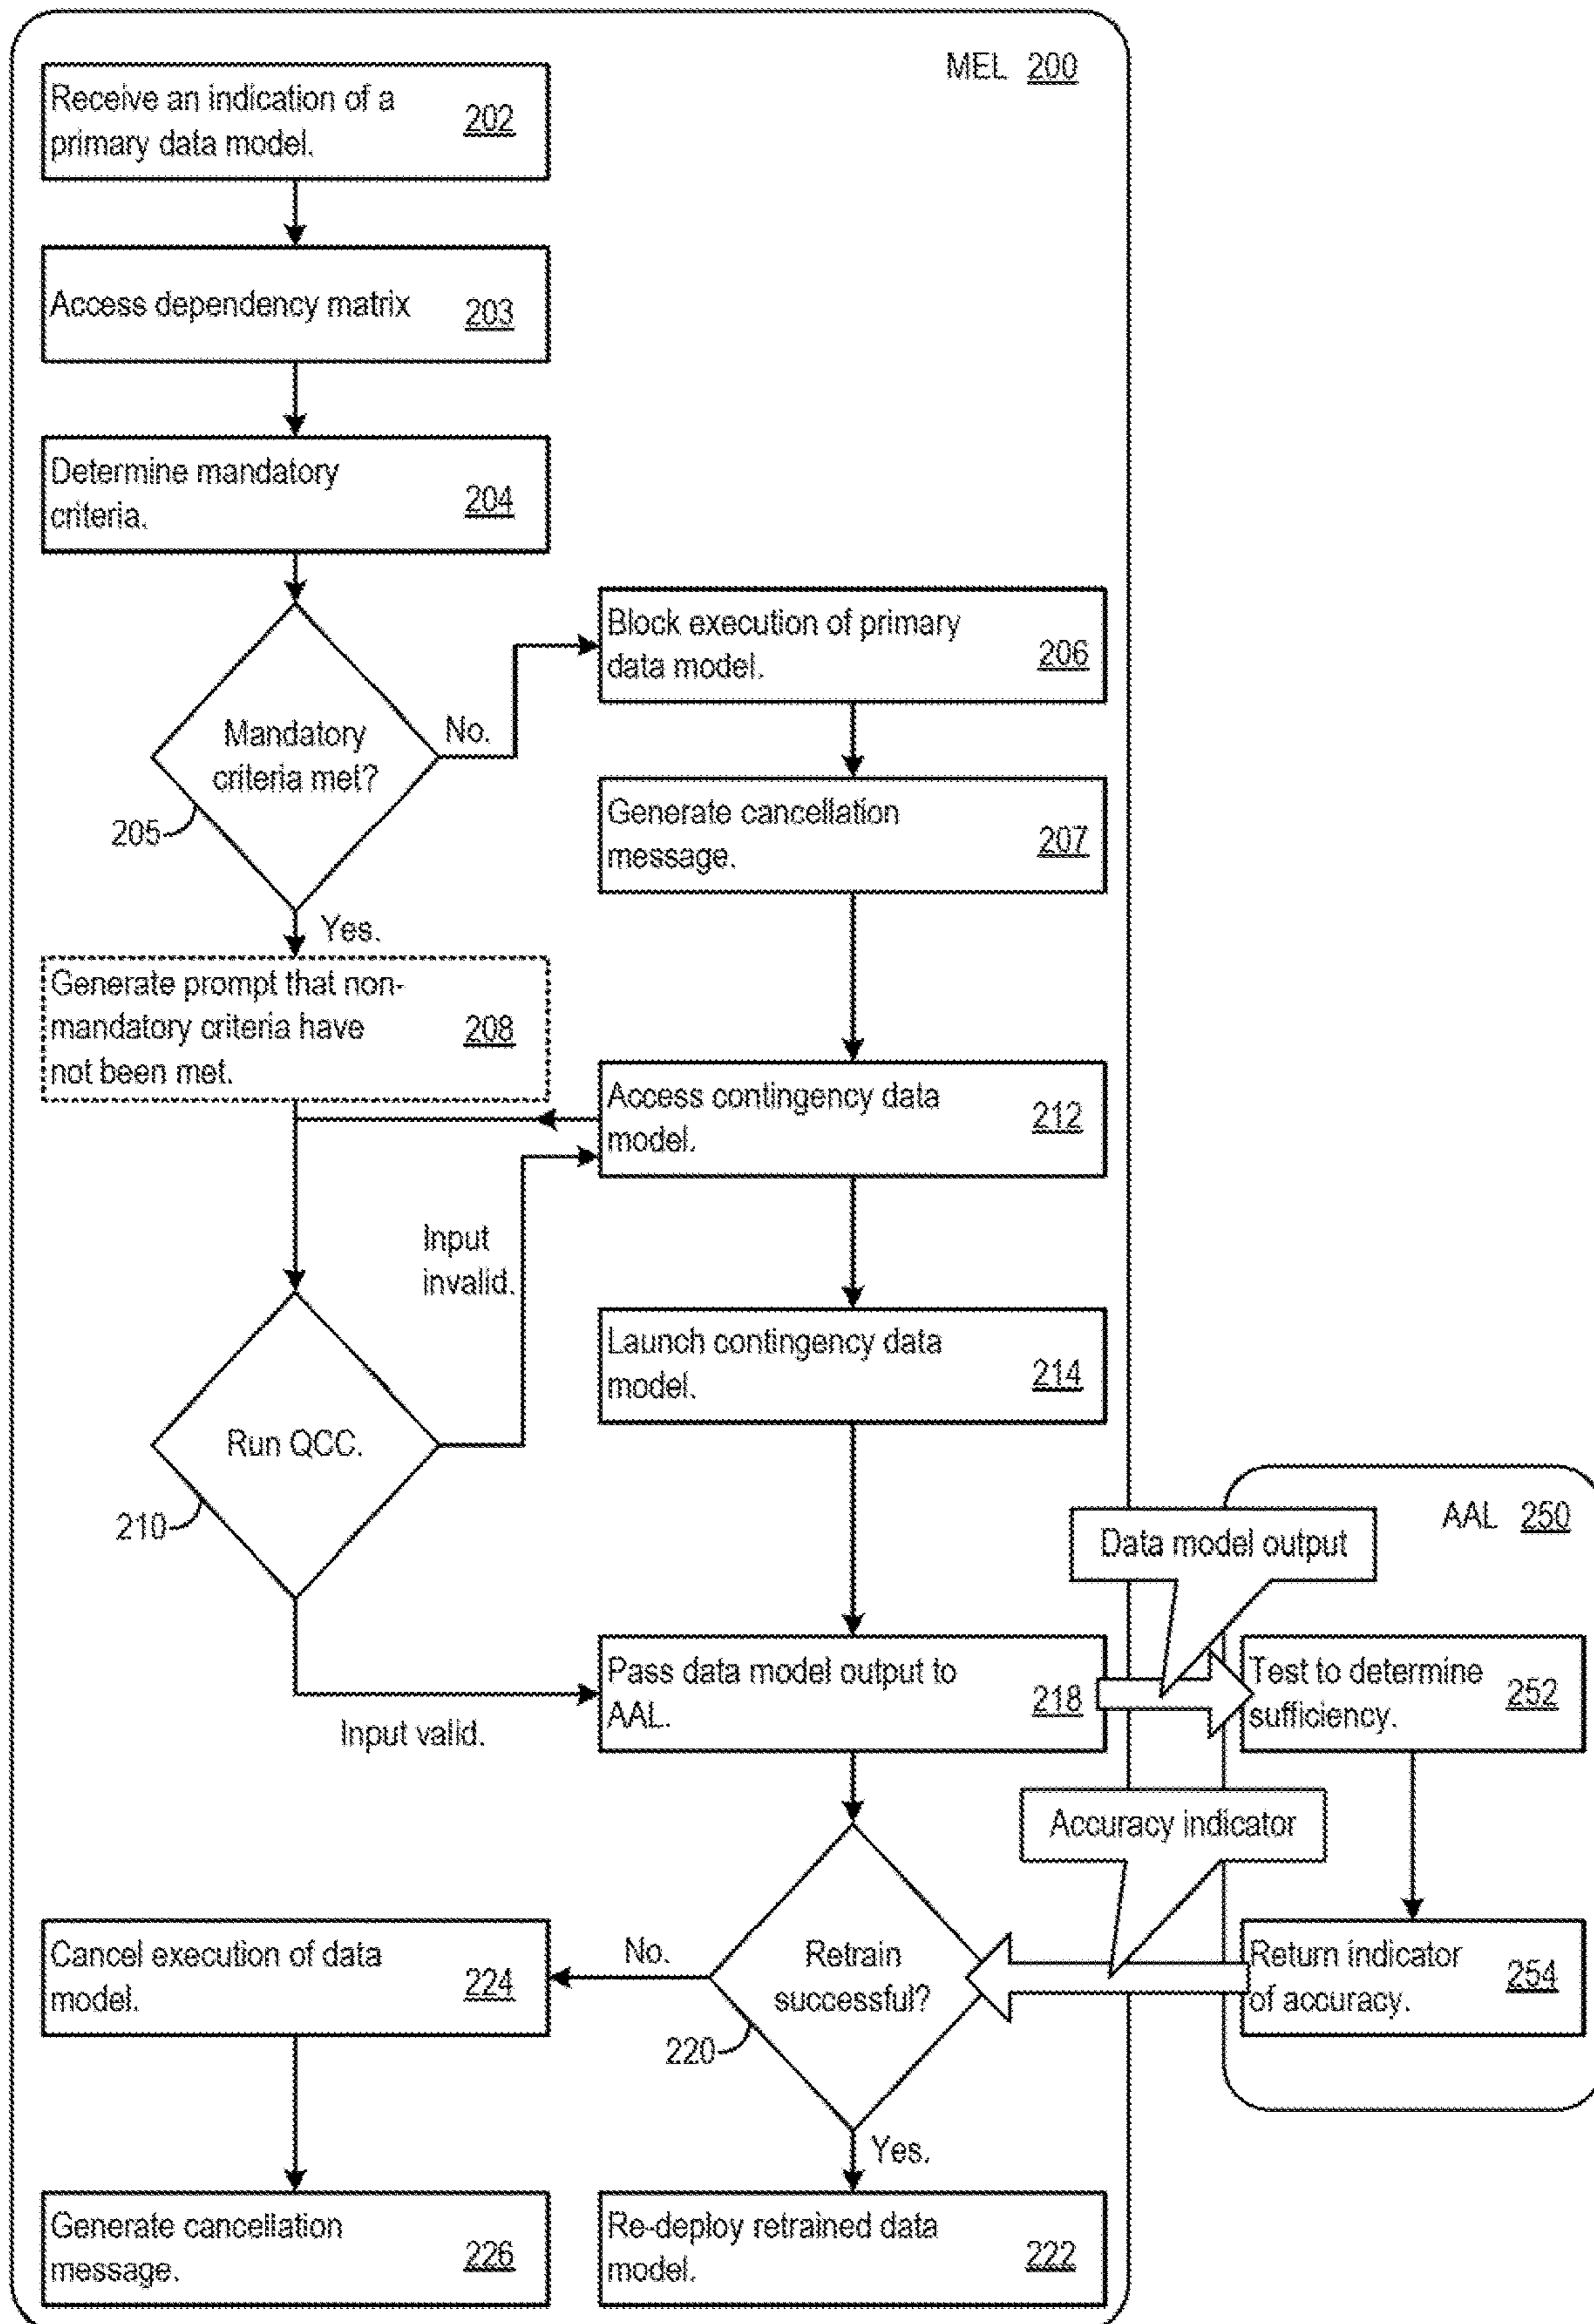 MEL 200
Receive an indication of a
primary data model.
202
Access dependency matrix
203
Determine mandatory
criteria.
204
Mandatory
criteria met?
205
No.
Yes.
Block execution of primary
data model.
206
Generate cancellation
message.
207
Generate prompt that non-
mandatory criteria have
not been met.
208
Access contingency data
model.
212
Input
invalid.
Launch contingency data
model.
214
Run QCC.
210
Input valid.
AAL 250
Data model output
Pass data model output to
AAL.
218
Test to determine
sufficiency.
252
Accuracy indicator
Return indicator
of accuracy.
254
Retrain
successful?
220
No.
Yes.
Cancel execution of data
model.
224
Generate cancellation
message.
226
Re-deploy retrained data
model.
222